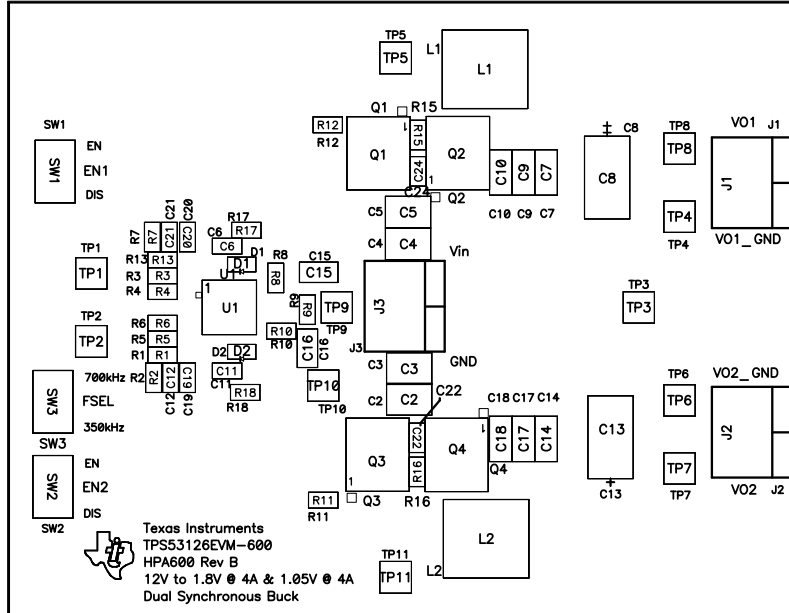 TP5
TP5
L1
L1
Q1
R15
R12
R12
Q1
1
R15
Q2
C24
C24
1
Q2
C10
C9
C7
C10
C9
C7
C8
C8
TP8
TP8
VO1
J1
J1
TP4
TP4
VO1_GND
SW1
SW1
EN
EN1
DIS
C21
C20
R7
R7
C21
C20
R17
R17
C6
C6
D1
D1
R13
R13
R3
R3
R4
R4
U1
1
U1
R8
R8
C15
C15
C5
C5
C4
C4
Vin
TP1
TP1
TP2
TP2
R9
R9
TP9
TP9
J3
J3
TP3
TP3
R6
R6
R5
R5
R1
R1
R10
R10
C16
C16
D2
D2
C11
C11
R18
R18
R2
R2
C12
C19
C12
C19
TP10
TP10
C3
C3
GND
C2
C2
C22
C22
700kHz
SW3
FSEL
350kHz
SW3
EN
SW2
EN2
DIS
SW2
Q3
1
Q3
R16
R16
Q4
1
Q4
C18
C17
C14
C18
C17
C14
C13
C13
TP6
TP6
VO2_GND
J2
TP7
TP7
VO2
J2
R11
R11
L2
L2
TP11
TP11
Texas Instruments
TPS53126EVM-600
HPA600 Rev B
12V to 1.8V @ 4A & 1.05V @ 4A
Dual Synchronous Buck